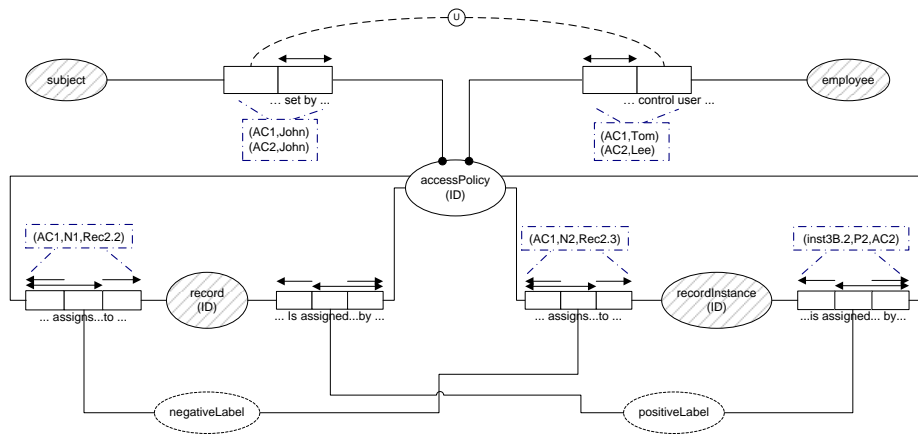 U
subject
employee
... set by ...
... control user ...
(AC1,John)
(AC2,John)
(AC1,Tom)
(AC2,Lee)
accessPolicy
(ID)
(AC1,N1,Rec2.2)
(AC1,N2,Rec2.3)
(inst3B.2,P2,AC2)
record
(ID)
recordInstance
(ID)
... assigns...to ...
... Is assigned...by ...
... assigns...to ...
...is assigned... by...
negativeLabel
positiveLabel